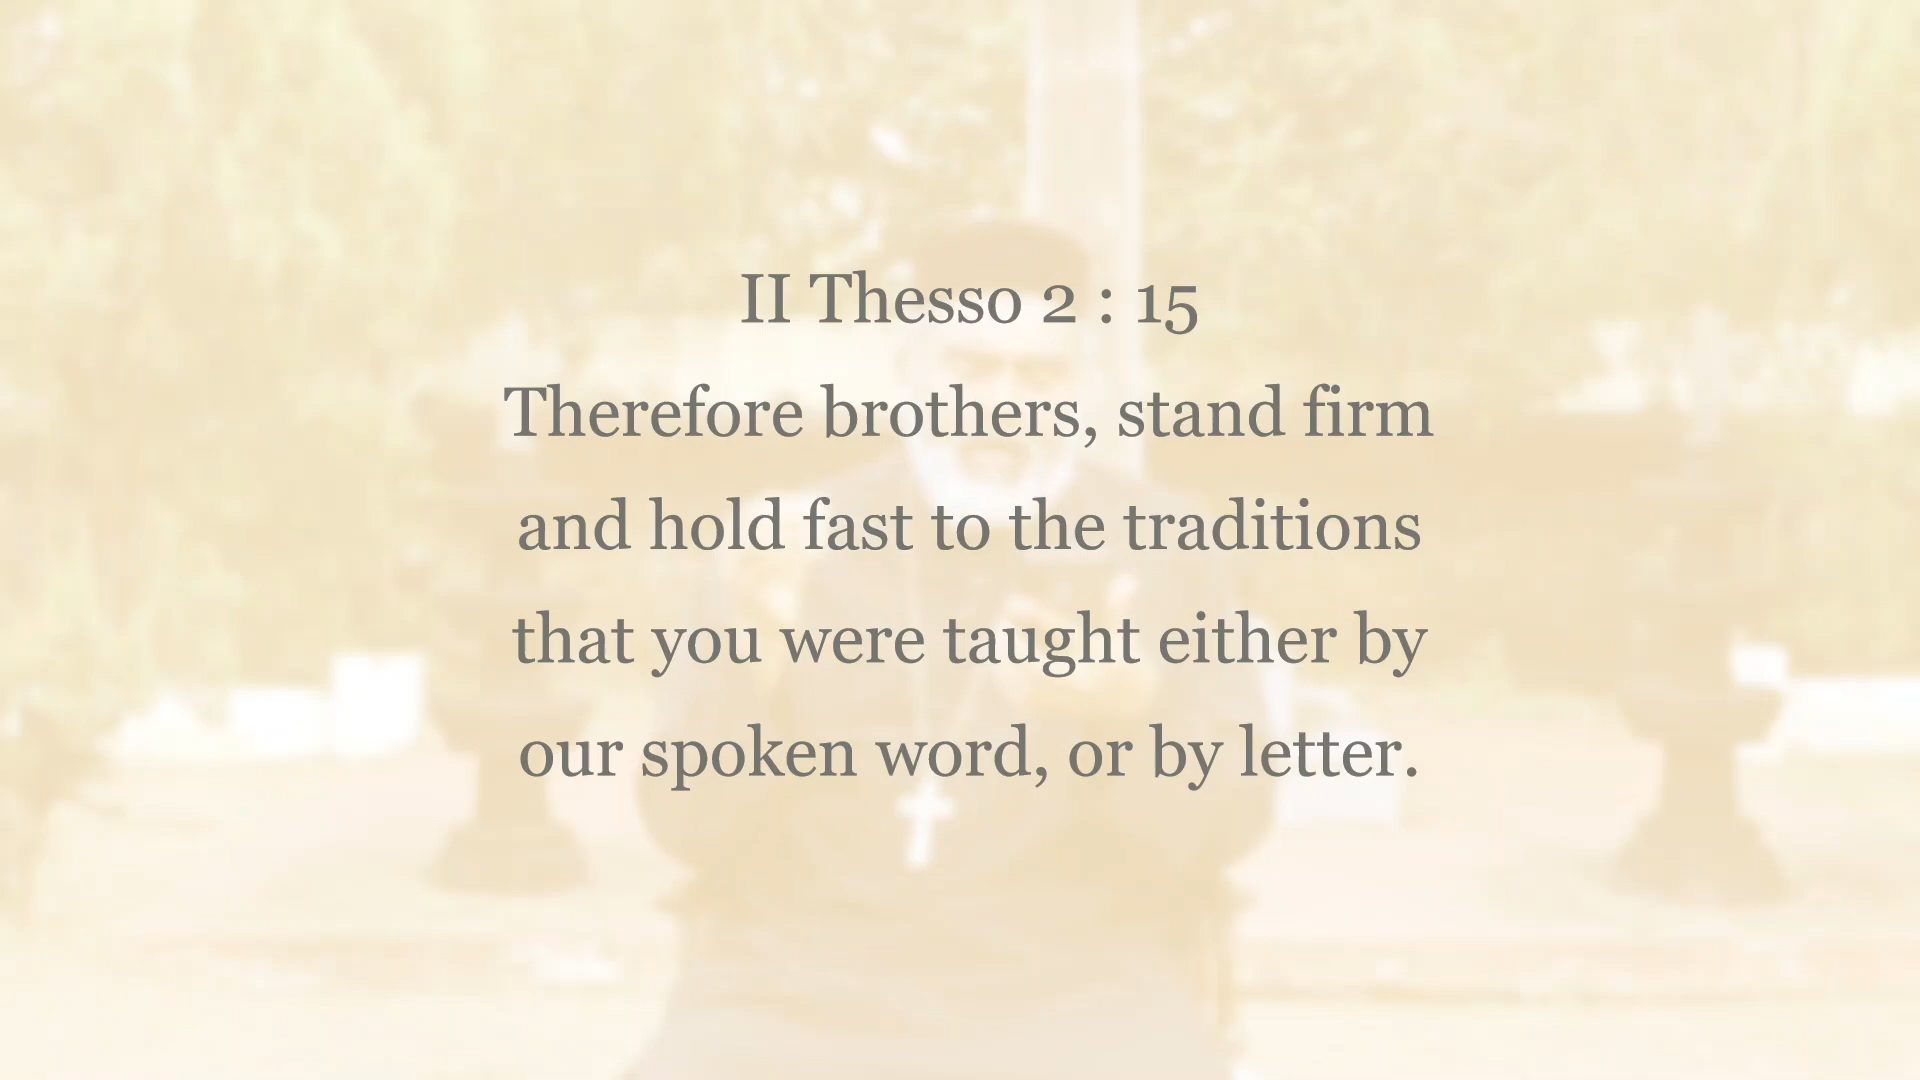 II Thesso 2 : 15
Therefore brothers, stand firm
and hold fast to the traditions
that you were taught either by
our spoken word, or by letter.